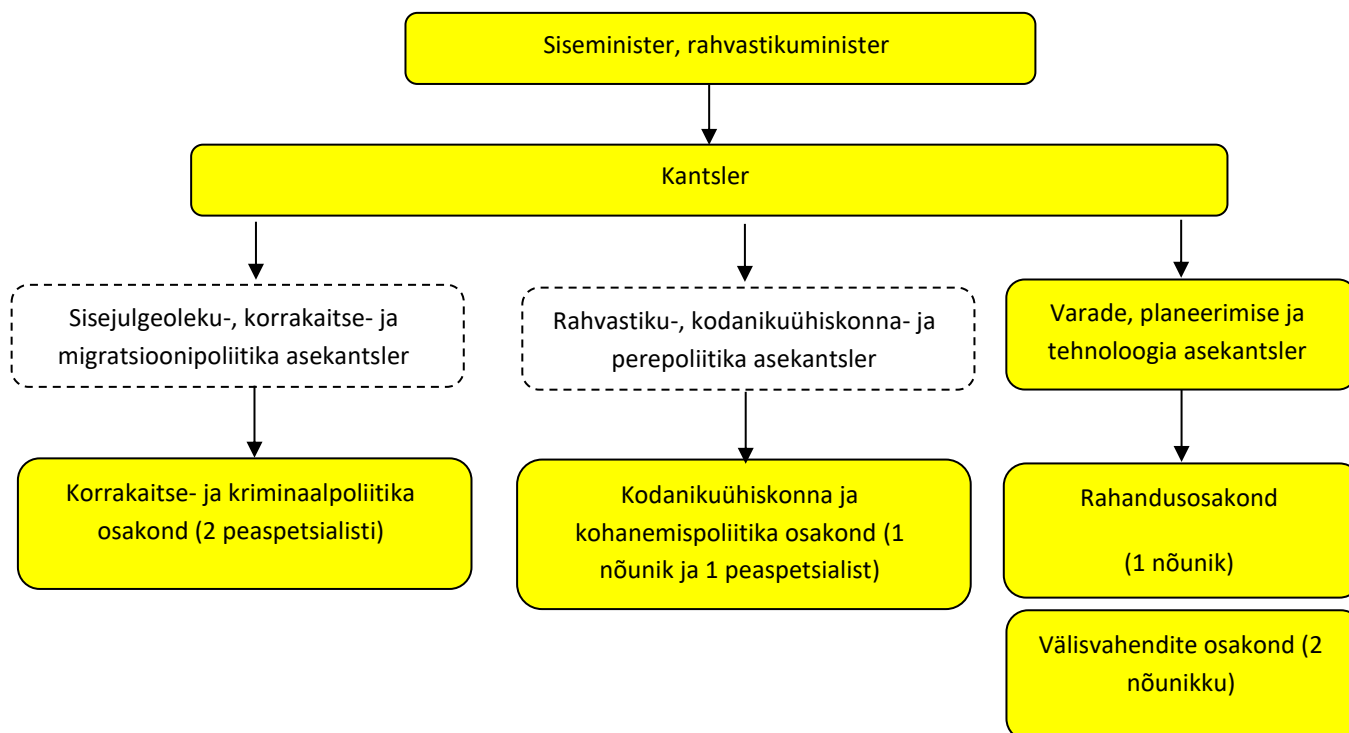 Siseminister, rahvastikuminister
Kantsler
Sisejulgeoleku-, korrakaitse- ja
migratsioonipoliitika asekantsler
Rahvastiku-, kodanikuühiskonna- ja
perepoliitika asekantsler
Varade, planeerimise ja
tehnoloogia asekantsler
Korrakaitse- ja kriminaalpoliitika
osakond (2 peaspetsialisti)
Kodanikuühiskonna ja
kohanemispoliitika osakond (1
nõunik ja 1 peaspetsialist)
Rahandusosakond
(1 nõunik)
Välisvahendite osakond (2
nõunikku)